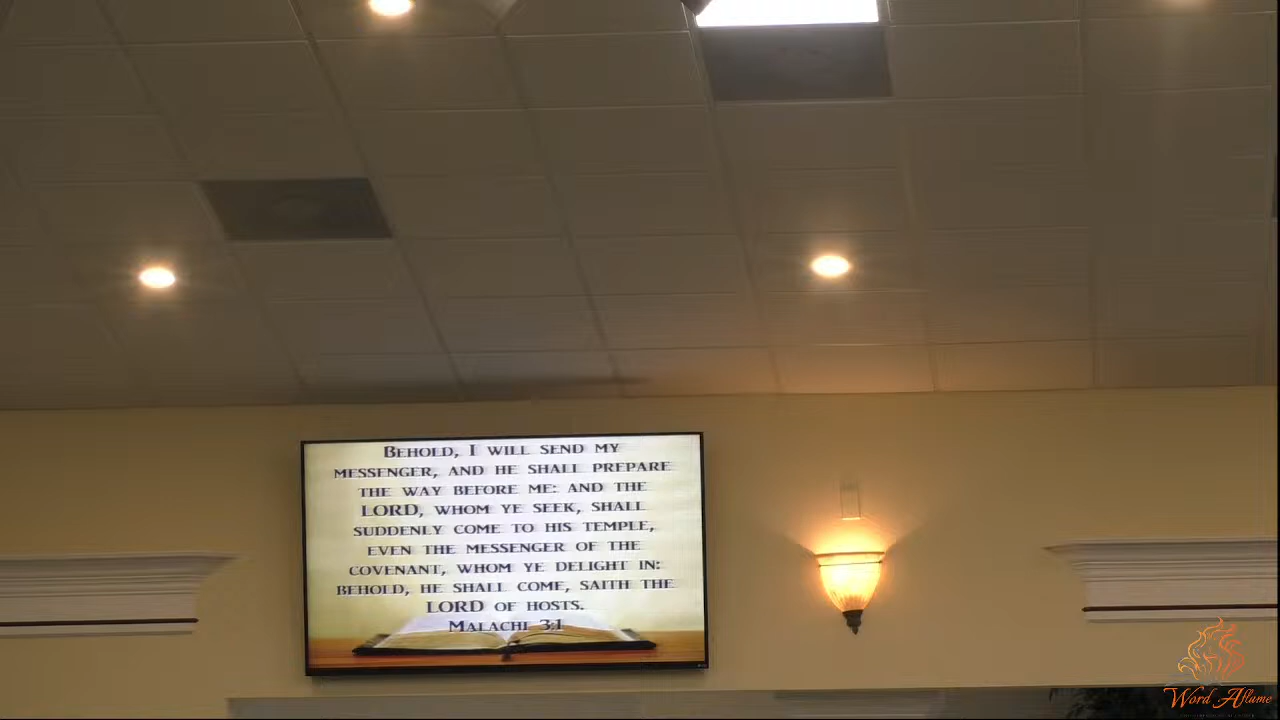 Behold, I will send my
messenger, and he shall prepare
the way before me: and the
LORD, whom ye seek, shall
suddenly come to his temple,
even the messenger of the
covenant, whom ye delight in:
behold, he shall come, saith the
LORD of hosts.
Malachi 3:1
Word Aflame